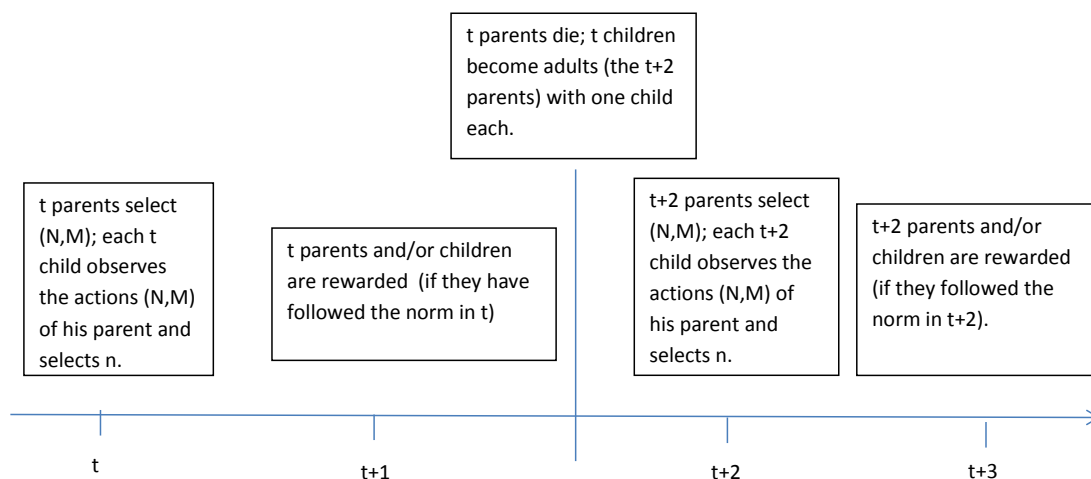 t parents die; t children
become adults (the t+2
parents) with one child
each.
t parents select
(N,M); each t
child observes
the actions (N,M)
of his parent and
selects n.
t parents and/or children
are rewarded (if they have
followed the norm in t)
t+2 parents select
(N,M); each t+2
child observes the
actions (N,M) of
his parent and
selects n.
t+2 parents and/or
children are rewarded
(if they followed the
norm in t+2).
t
t+1
t+2
t+3